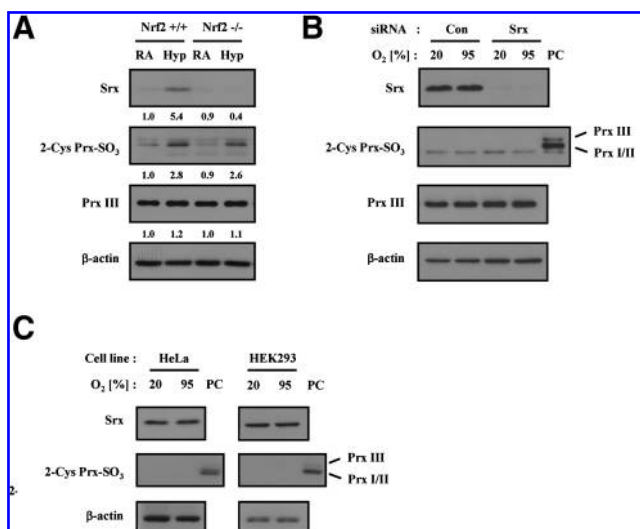 A
Nrf2 +/+ Nrf2 -/-
RA Hyp RA Hyp
Srx
1.0 5.4 0.9 0.4
2-Cys Prx-SO3
1.0 2.8 0.9 2.6
Prx III
1.0 1.2 1.0 1.1
β-actin
B
siRNA : Con Srx
O2 [%] : 20 95 20 95 PC
Srx
2-Cys Prx-SO3
Prx III
Prx I/II
Prx III
β-actin
C
Cell line : HeLa HEK293
O2 [%] : 20 95 PC 20 95 PC
Srx
2-Cys Prx-SO3
Prx III
Prx I/II
2-
β-actin